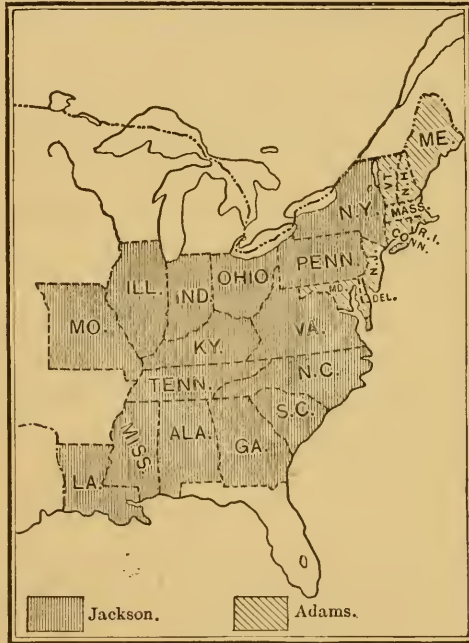 ME.
VT.
N.H.
N.Y.
MASS.
R.I.
CONN.
PENN.
N.J.
OHIO
ILL.
IND.
MD.
DEL.
MO.
KY.
VA.
TENN.
N.C.
S.C.
MISS.
ALA.
GA.
LA.
Jackson.
Adams.